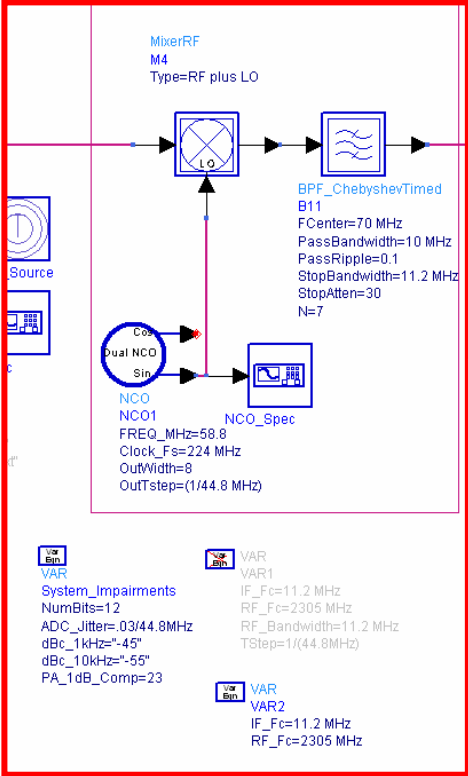 MixerRF
M4
Type=RF plus LO
LO
BPF_ChebyshevTimed
B11
FCenter=70 MHz
PassBandwidth=10 MHz
PassRipple=0.1
StopBandwidth=11.2 MHz
StopAtten=30
N=7
_Source
Cos
Dual NCO
Sin
NCO
NCO1
FREQ_MHz=58.8
Clock_Fs=224 MHz
OutWidth=8
OutTstep=(1/44.8 MHz)
NCO_Spec
Var
Eqn
VAR
System_Impairments
NumBits=12
ADC_Jitter=.03/44.8MHz
dBc_1kHz="-45"
dBc_10kHz="-55"
PA_1dB_Comp=23
Var
Eqn
VAR
VAR1
IF_Fc=11.2 MHz
RF_Fc=2305 MHz
RF_Bandwidth=11.2 MHz
TStep=1/(44.8MHz)
Var
Eqn
VAR
VAR2
IF_Fc=11.2 MHz
RF_Fc=2305 MHz